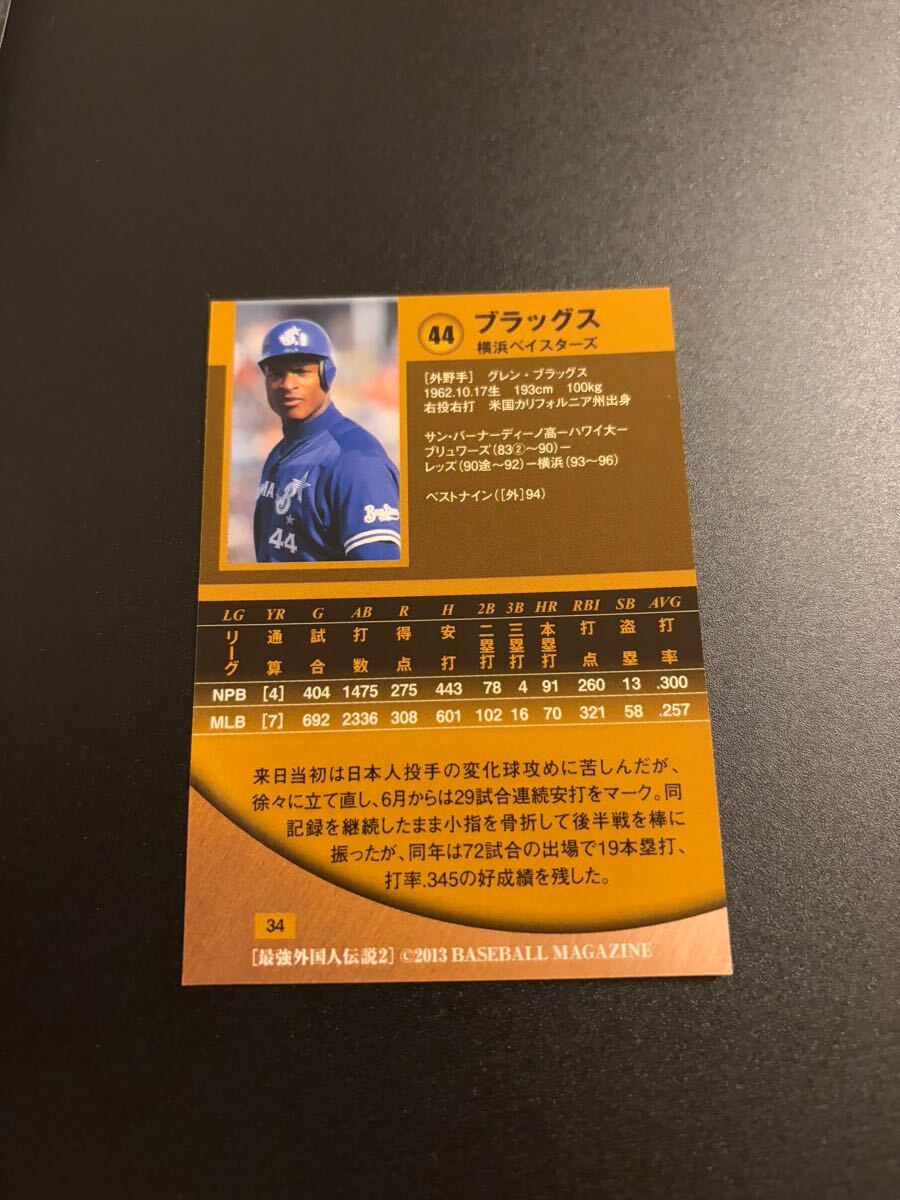 44 ブラッグス
横浜ベイスターズ
[外野手] グレン・ブラッグス
1962.10.17生 193cm 100kg
右投右打 米国カリフォルニア州出身
サン・バーナーディーノ高ーハワイ大ー
ブリュワーズ(83②〜90)ー
レッズ(90途〜92)ー横浜(93〜96)
ベストナイン([外]94)
MA B
44
LG YR G AB R H 2B 3B HR RBI SB AVG
リーグ 通算 試合 打数 得点 安打 二塁打 三塁打 本塁打 打点 盗塁 打率
NPB [4] 404 1475 275 443 78 4 91 260 13 .300
MLB [7] 692 2336 308 601 102 16 70 321 58 .257
来日当初は日本人投手の変化球攻めに苦しんだが、
徐々に立て直し、6月からは29試合連続安打をマーク。同
記録を継続したまま小指を骨折して後半戦を棒に
振ったが、同年は72試合の出場で19本塁打、
打率.345の好成績を残した。
34
[最強外国人伝説2] ©2013 BASEBALL MAGAZINE